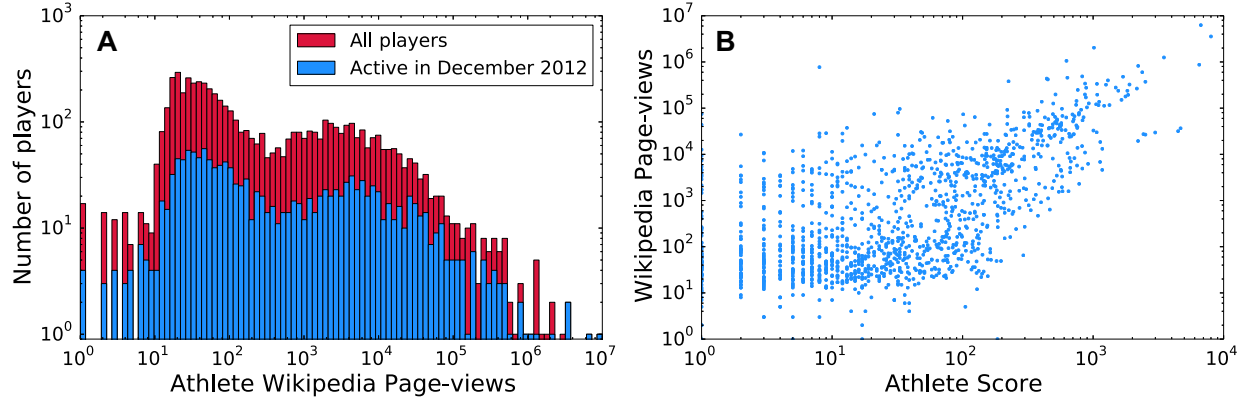 A
All players
Active in December 2012
Number of players
10^3
10^2
10^1
10^0
10^0 10^1 10^2 10^3 10^4 10^5 10^6 10^7
Athlete Wikipedia Page-views
B
Wikipedia Page-views
10^7
10^6
10^5
10^4
10^3
10^2
10^1
10^0
10^0 10^1 10^2 10^3 10^4
Athlete Score